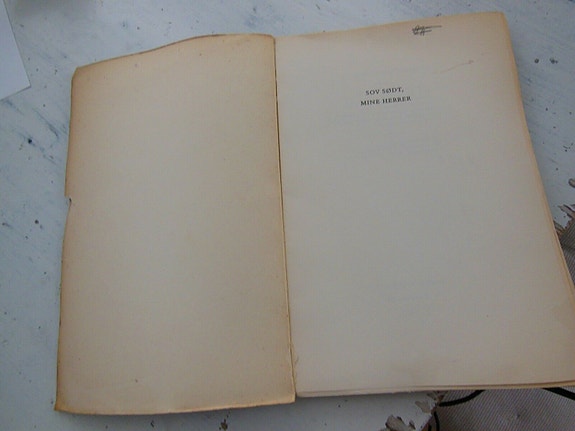 SOV SØDT,
MINE HERRER